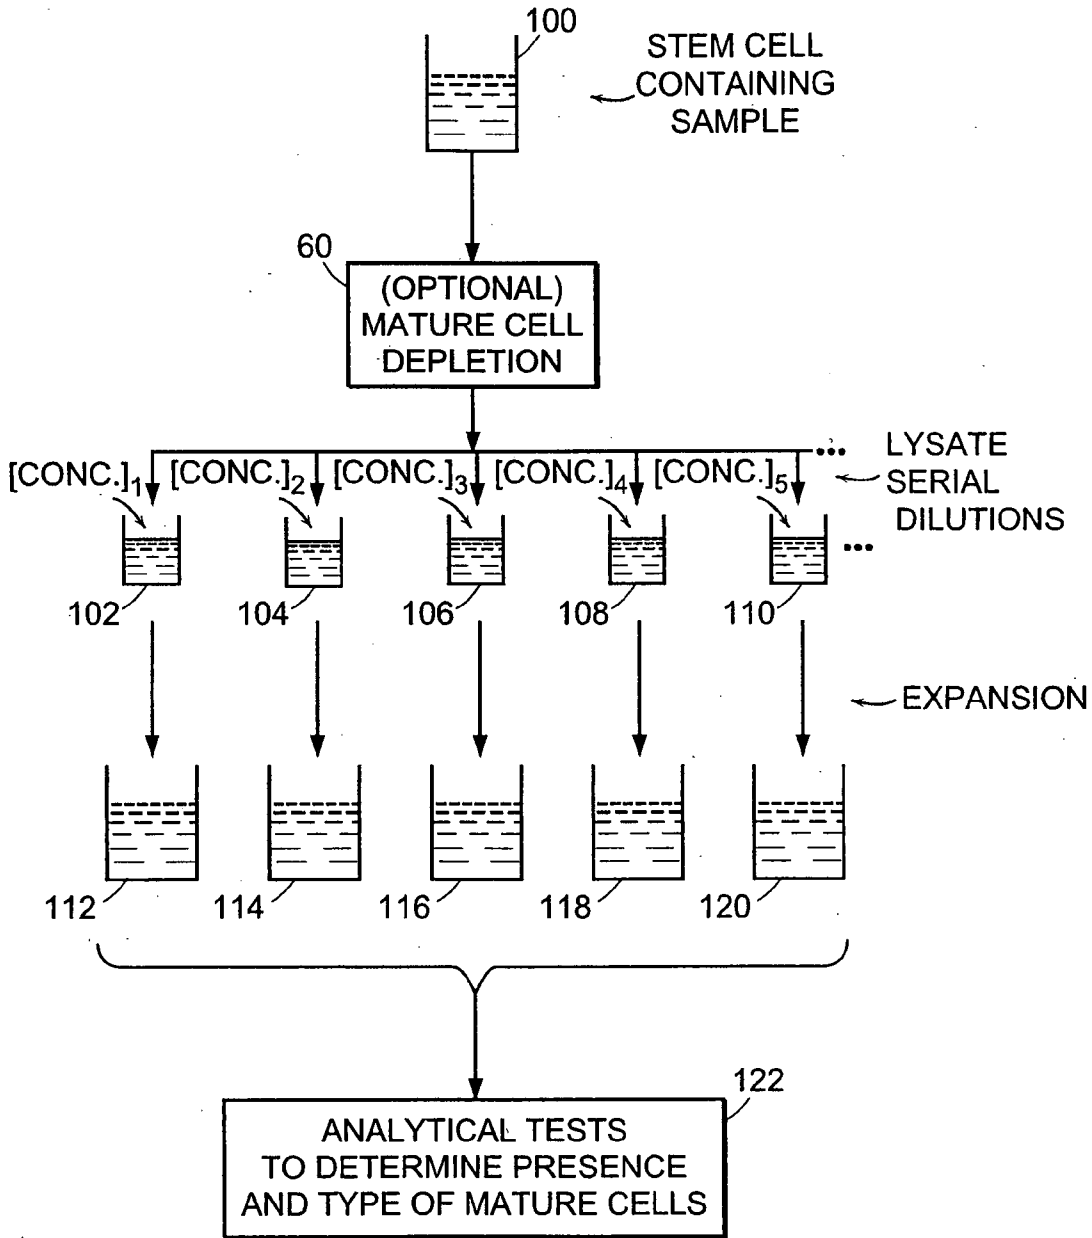 100
STEM CELL
CONTAINING
SAMPLE
60
(OPTIONAL)
MATURE CELL
DEPLETION
[CONC.]1 [CONC.]2 [CONC.]3 [CONC.]4 [CONC.]5
LYSATE
SERIAL
DILUTIONS
102 104 106 108 110
EXPANSION
112 114 116 118 120
122
ANALYTICAL TESTS
TO DETERMINE PRESENCE
AND TYPE OF MATURE CELLS